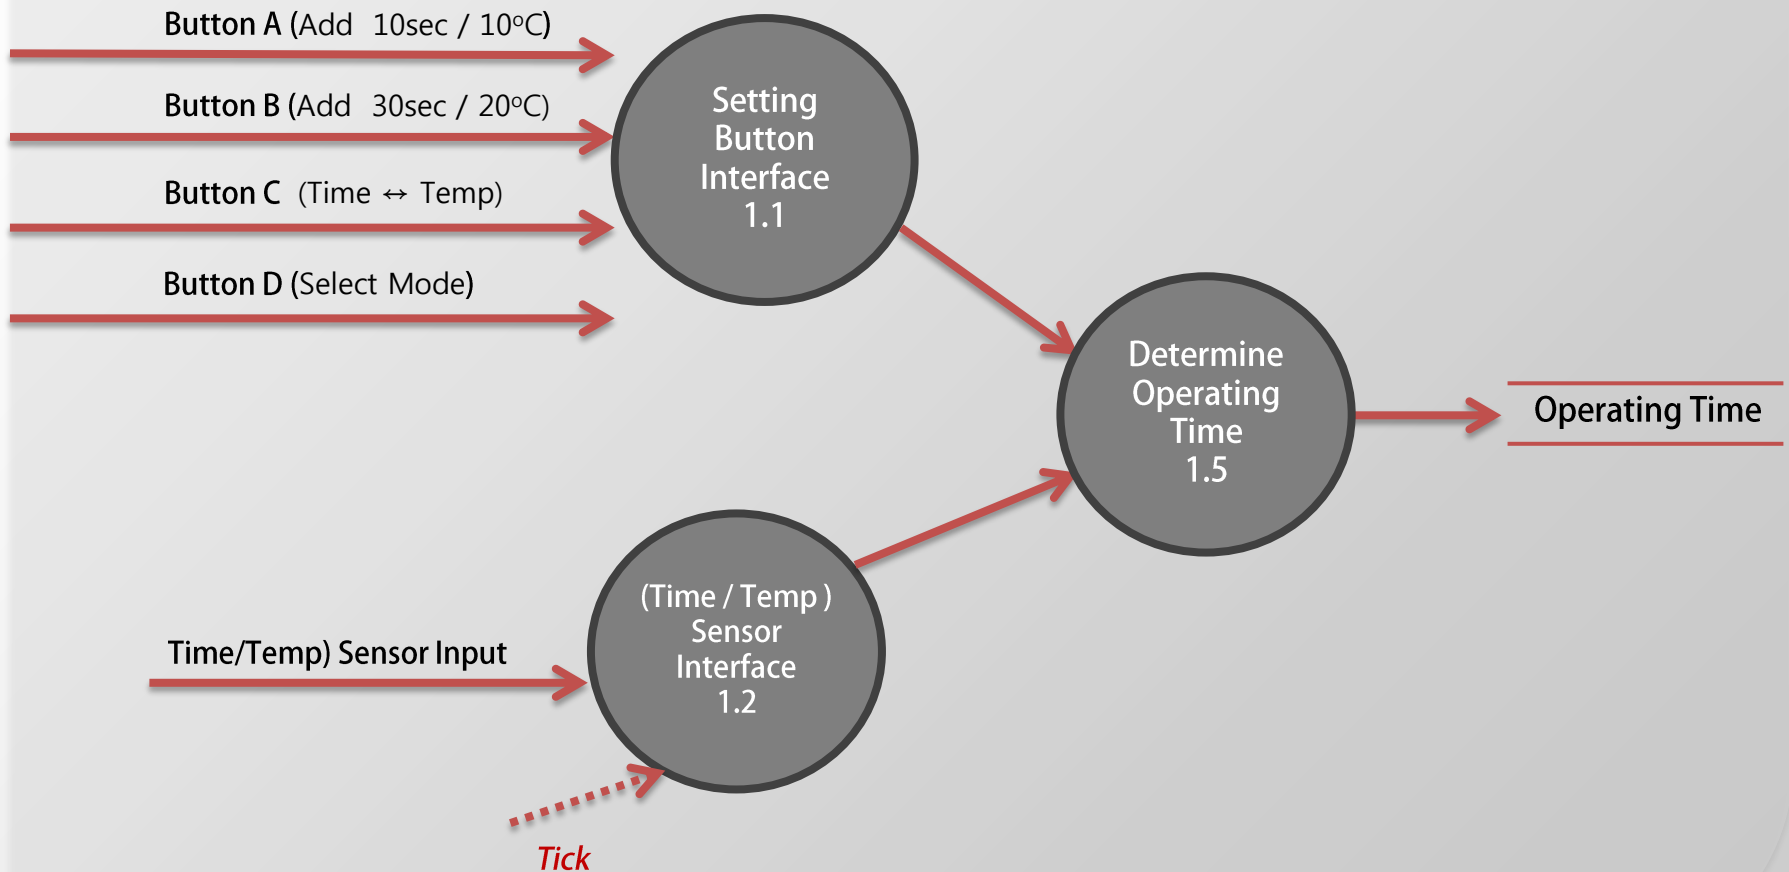 Button A (Add 10sec / 10°C)
Button B (Add 30sec / 20°C)
Button C (Time ↔ Temp)
Button D (Select Mode)
Setting
Button
Interface
1.1
Determine
Operating
Time
1.5
Operating Time
(Time / Temp )
Sensor
Interface
1.2
Time/Temp) Sensor Input
Tick